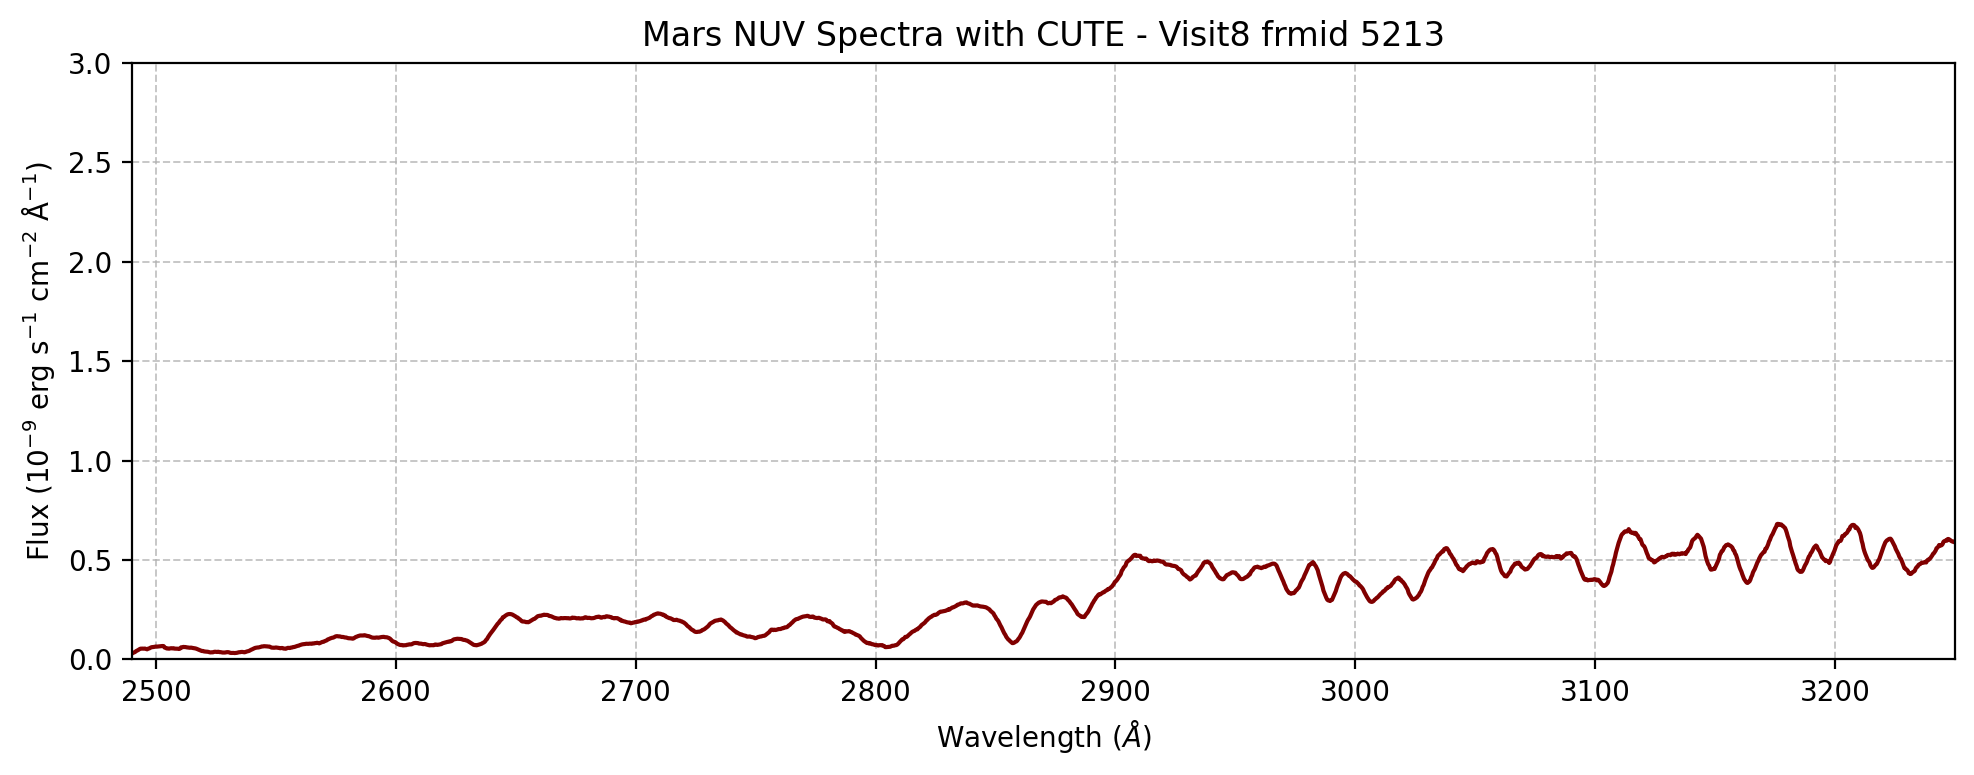 Mars NUV Spectra with CUTE - Visit8 frmid 5213
3.0
2.5
2.0
1.5
1.0
0.5
0.0
Flux (10⁻⁹ erg s⁻¹ cm⁻² Å⁻¹)
2500 2600 2700 2800 2900 3000 3100 3200
Wavelength (Å)